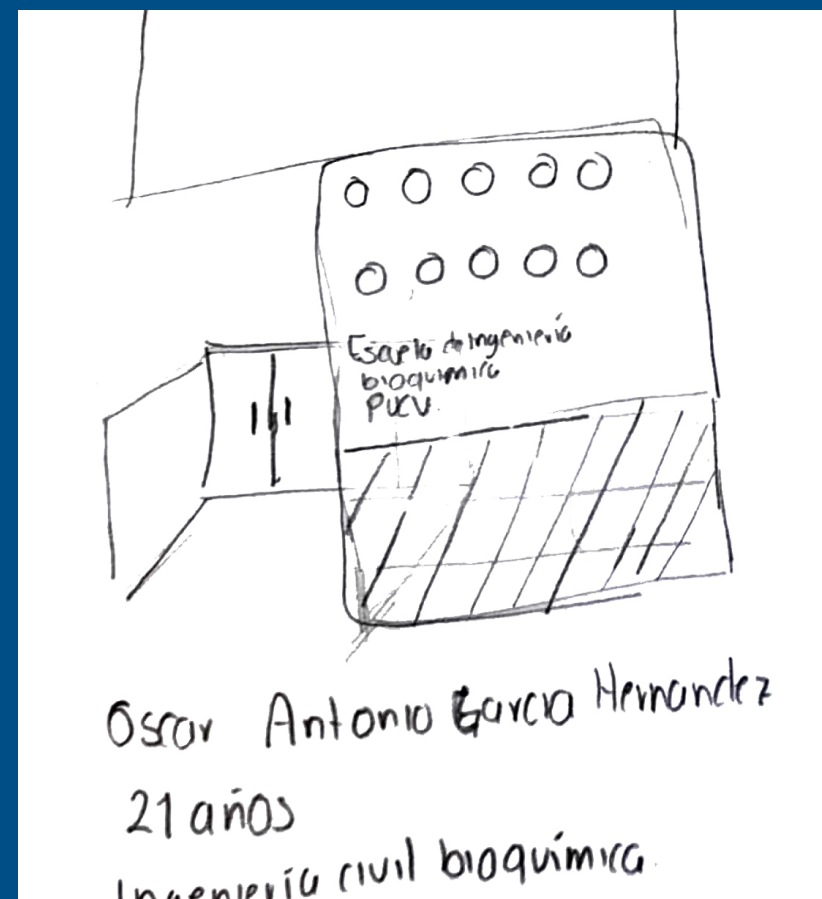 Escuela de Ingeniería
bioquímica
PUCV
Oscar Antonio Garcia Hernandez
21 años
Ingeniería civil bioquímica